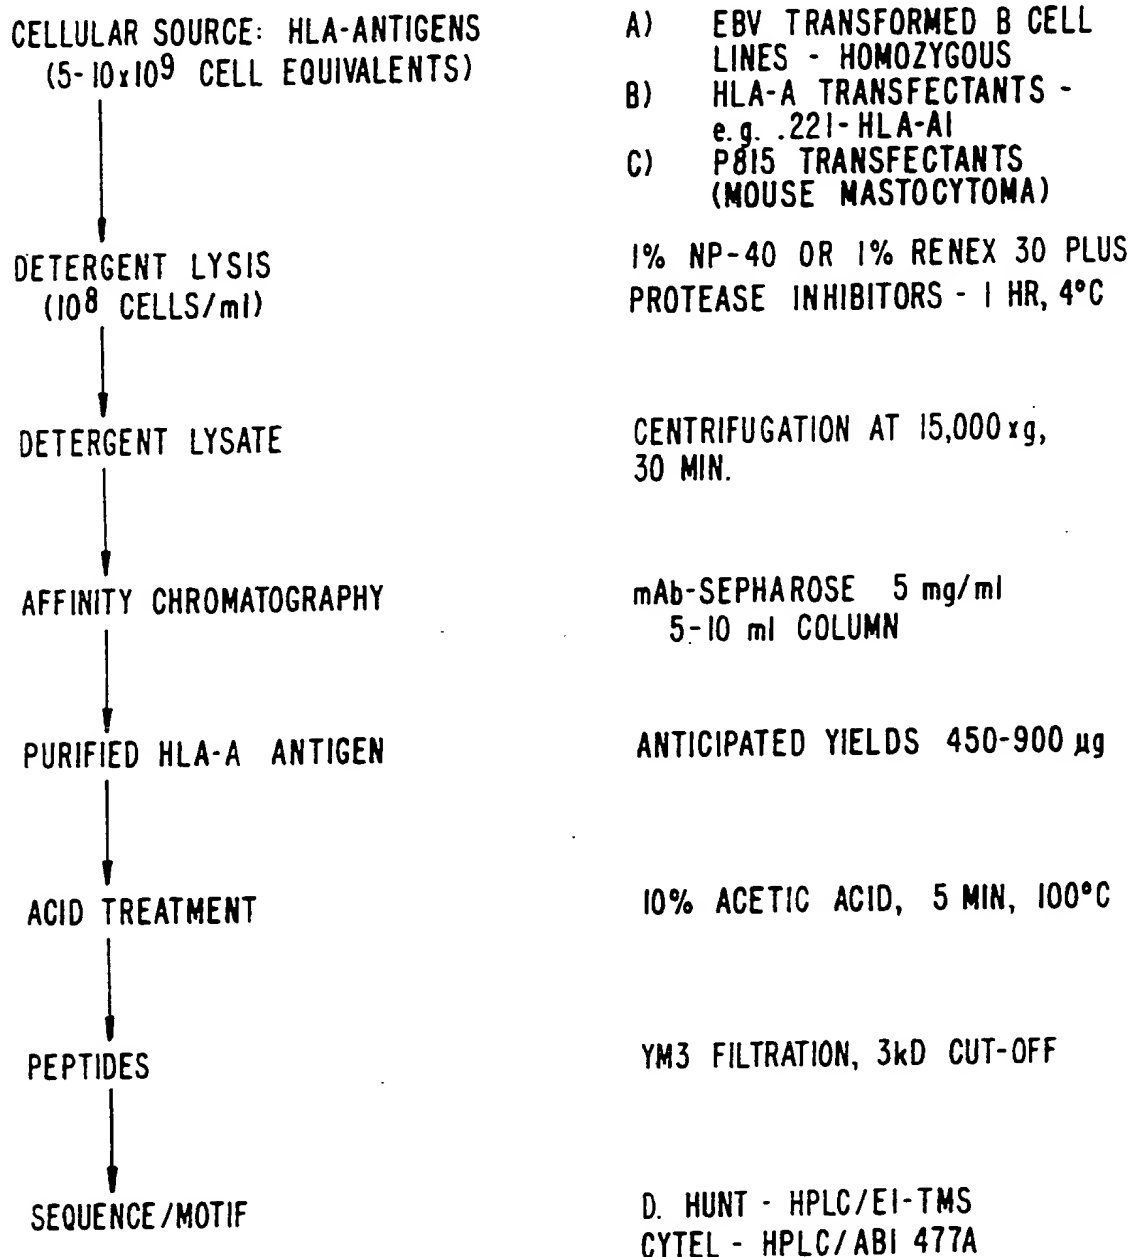 CELLULAR SOURCE: HLA-ANTIGENS
(5-10x10⁹ CELL EQUIVALENTS)
A) EBV TRANSFORMED B CELL
LINES - HOMOZYGOUS
B) HLA-A TRANSFECTANTS -
e.g. .221-HLA-A1
C) P815 TRANSFECTANTS
(MOUSE MASTOCYTOMA)
DETERGENT LYSIS
(10⁸ CELLS/ml)
1% NP-40 OR 1% RENEX 30 PLUS
PROTEASE INHIBITORS - 1 HR, 4°C
DETERGENT LYSATE
CENTRIFUGATION AT 15,000xg,
30 MIN.
AFFINITY CHROMATOGRAPHY
mAb-SEPHAROSE 5 mg/ml
5-10 ml COLUMN
PURIFIED HLA-A ANTIGEN
ANTICIPATED YIELDS 450-900 µg
ACID TREATMENT
10% ACETIC ACID, 5 MIN, 100°C
PEPTIDES
YM3 FILTRATION, 3kD CUT-OFF
SEQUENCE/MOTIF
D. HUNT - HPLC/EI-TMS
CYTEL - HPLC/ABI 477A